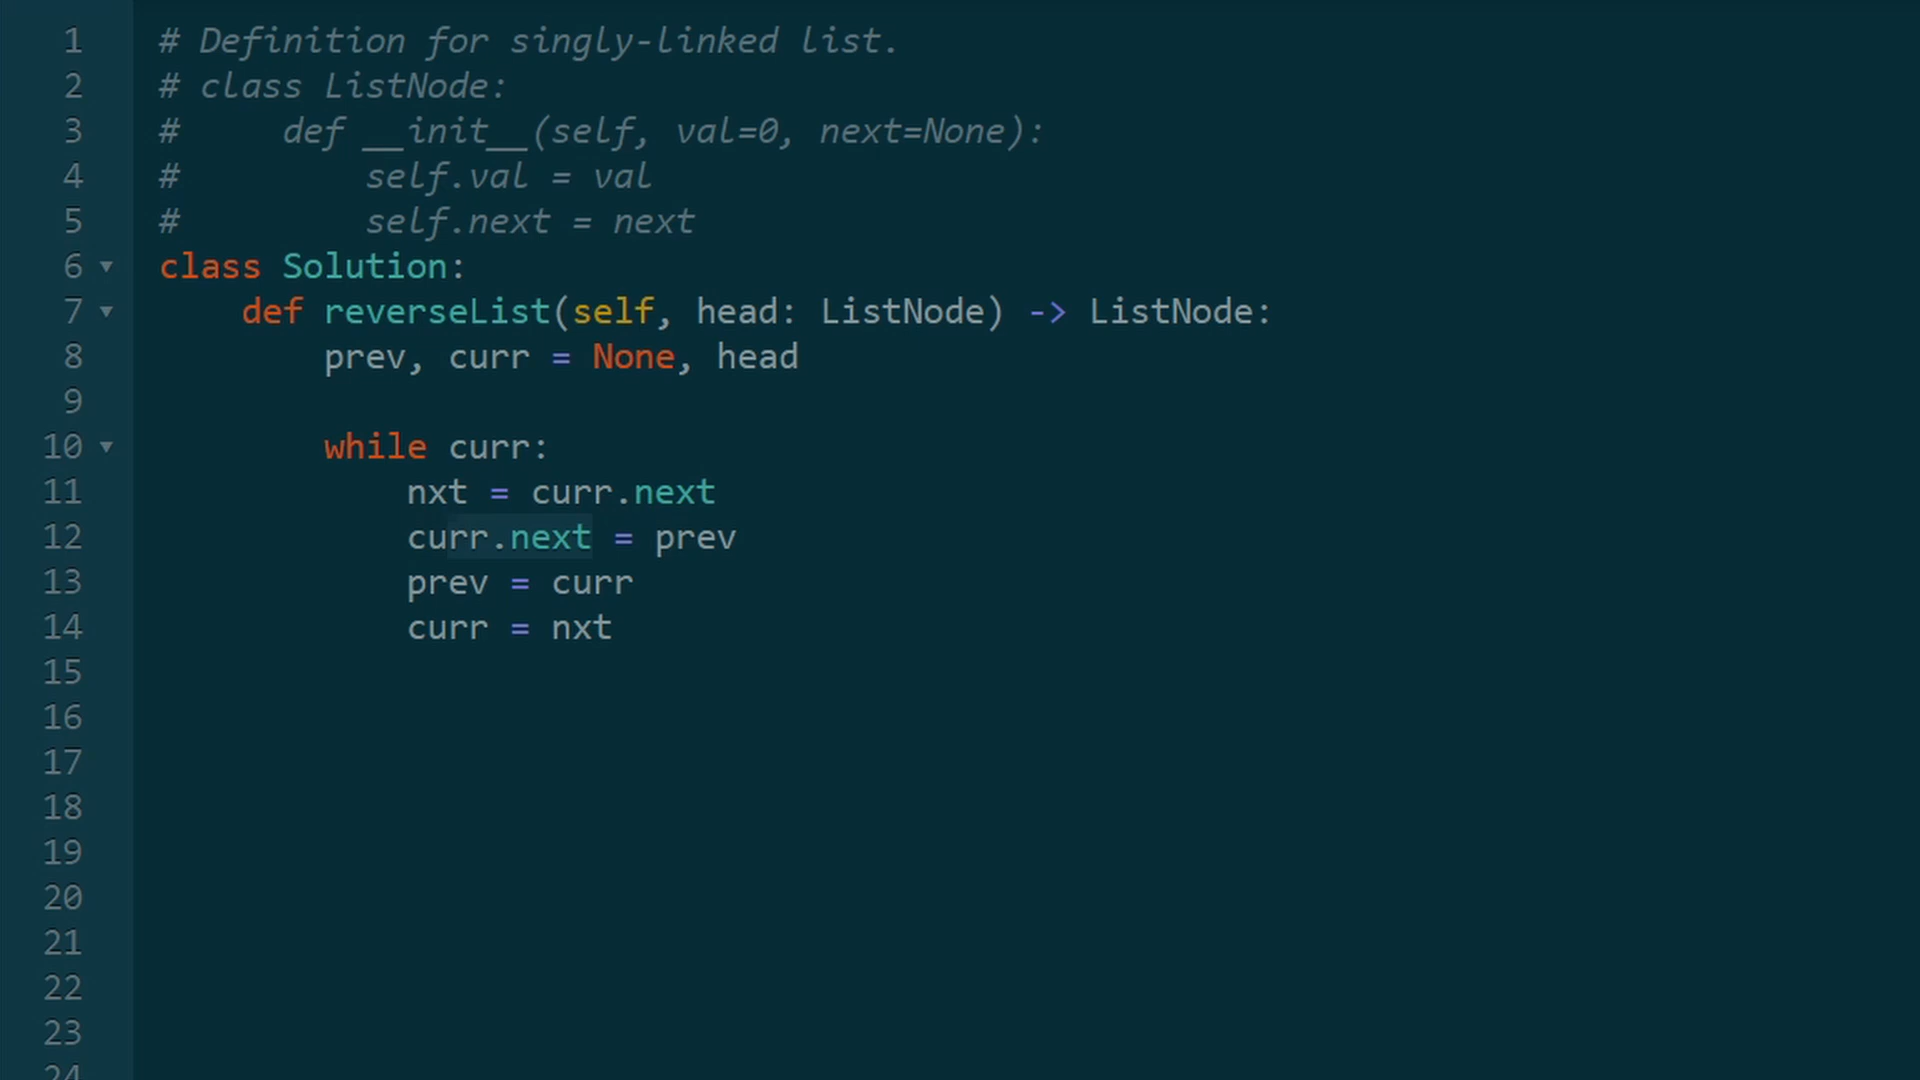 1 # Definition for singly-linked list.
2 # class ListNode:
3 #     def __init__(self, val=0, next=None):
4 #         self.val = val
5 #         self.next = next
6 ▼ class Solution:
7 ▼     def reverseList(self, head: ListNode) -> ListNode:
8         prev, curr = None, head
9
10 ▼         while curr:
11             nxt = curr.next
12             curr.next = prev
13             prev = curr
14             curr = nxt
15
16
17
18
19
20
21
22
23
24